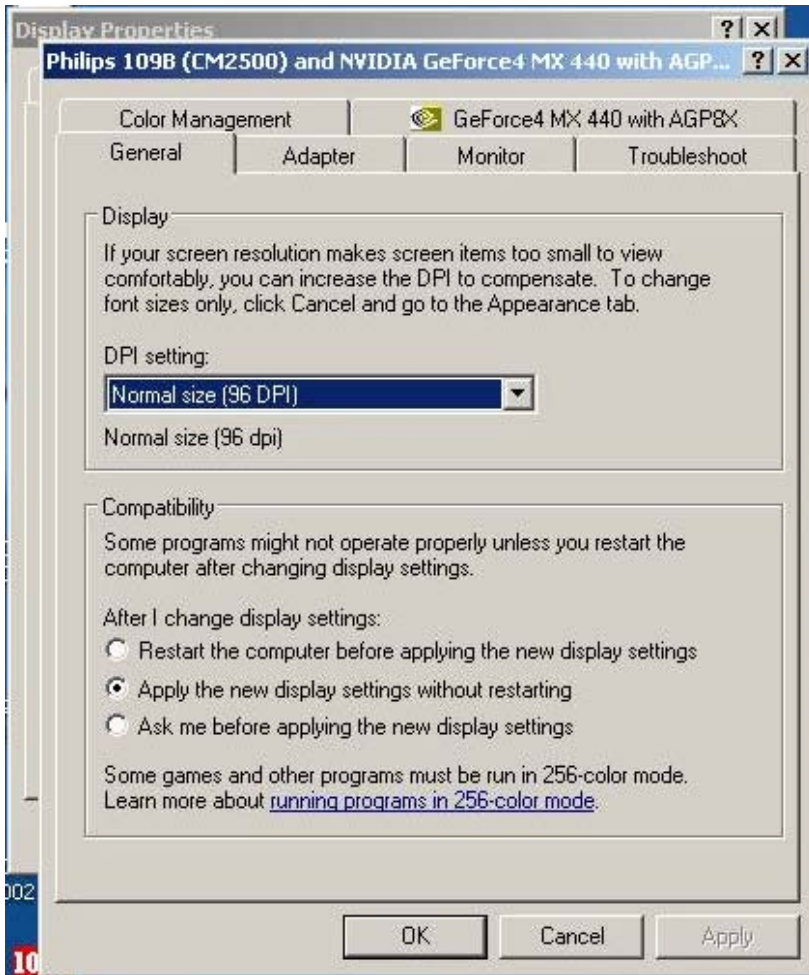 Display Properties
Philips 109B (CM2500) and NVIDIA GeForce4 MX 440 with AGP...
Color Management
GeForce4 MX 440 with AGP8X
General
Adapter
Monitor
Troubleshoot
Display
If your screen resolution makes screen items too small to view
comfortably, you can increase the DPI to compensate. To change
font sizes only, click Cancel and go to the Appearance tab.
DPI setting:
Normal size (96 DPI)
Normal size (96 dpi)
Compatibility
Some programs might not operate properly unless you restart the
computer after changing display settings.
After I change display settings:
Restart the computer before applying the new display settings
Apply the new display settings without restarting
Ask me before applying the new display settings
Some games and other programs must be run in 256-color mode.
Learn more about running programs in 256-color mode.
002
OK
Cancel
Apply
10